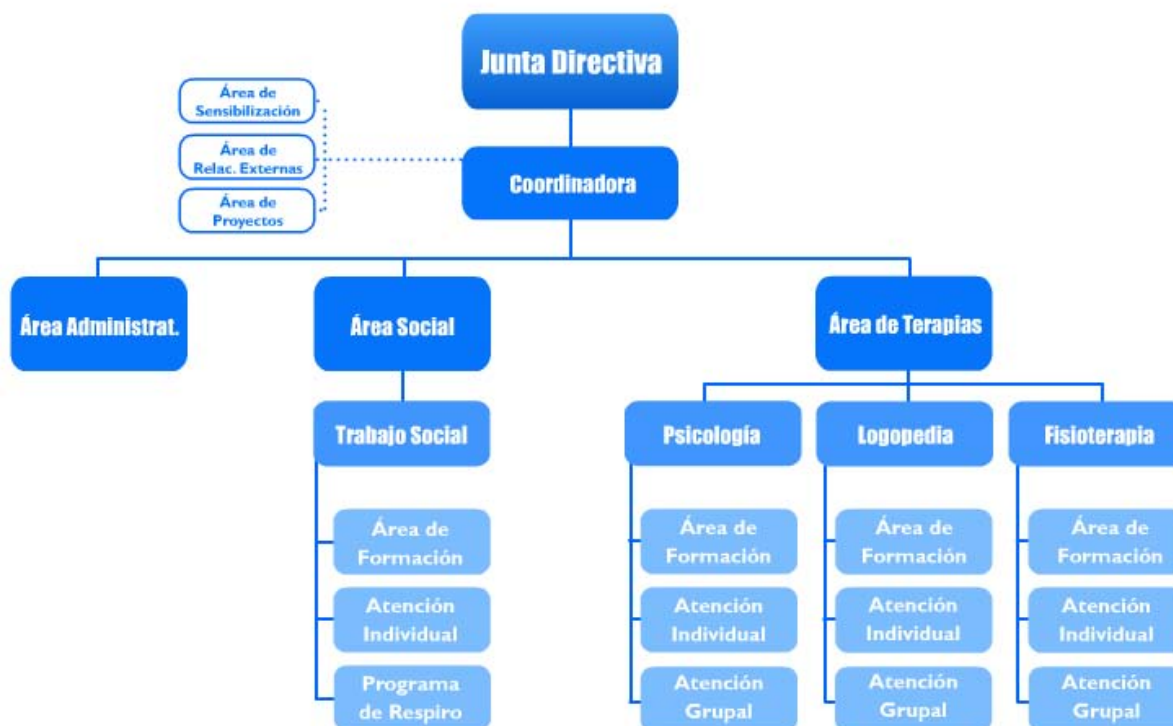 Junta Directiva
Área de
Sensibilización
Área de
Relac. Externas
Área de
Proyectos
Coordinadora
Área Administrat.
Área Social
Área de Terapias
Trabajo Social
Psicología
Logopedia
Fisioterapia
Área de
Formación
Atención
Individual
Programa
de Respiro
Área de
Formación
Atención
Individual
Atención
Grupal
Área de
Formación
Atención
Individual
Atención
Grupal
Área de
Formación
Atención
Individual
Atención
Grupal